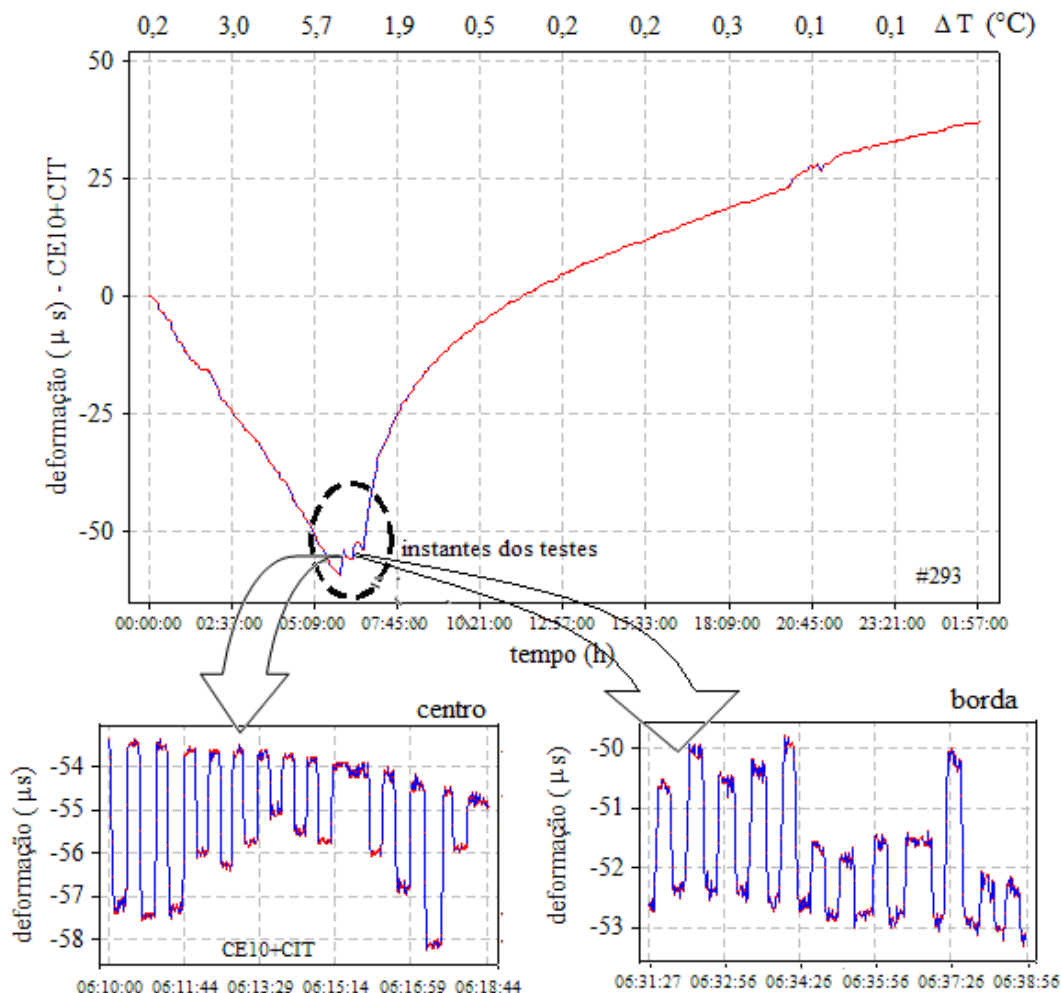 0,2 3,0 5,7 1,9 0,5 0,2 0,2 0,3 0,1 0,1 ΔT (°C)
50
25
0
-25
-50
deformação ( µ s) - CE10+CIT
instantes dos testes
#293
00:00:00 02:37:00 05:09:00 07:45:00 10:21:00 12:57:00 15:33:00 18:09:00 20:45:00 23:21:00 01:57:00
tempo (h)
centro
-54
-55
-56
-57
-58
deformação ( µs)
CE10+CIT
06:10:00 06:11:44 06:13:29 06:15:14 06:16:59 06:18:44
borda
-50
-51
-52
-53
deformação ( µs)
06:31:27 06:32:56 06:34:26 06:35:56 06:37:26 06:38:56